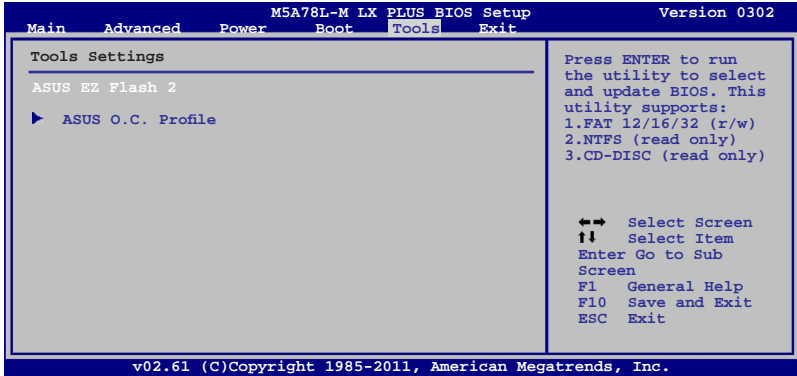 M5A78L-M LX PLUS BIOS Setup Version 0302
Main Advanced Power Boot Tools Exit
Tools Settings
ASUS EZ Flash 2
ASUS O.C. Profile
Press ENTER to run
the utility to select
and update BIOS. This
utility supports:
1.FAT 12/16/32 (r/w)
2.NTFS (read only)
3.CD-DISC (read only)
←→ Select Screen
↑↓ Select Item
Enter Go to Sub
Screen
F1 General Help
F10 Save and Exit
ESC Exit
v02.61 (C)Copyright 1985-2011, American Megatrends, Inc.